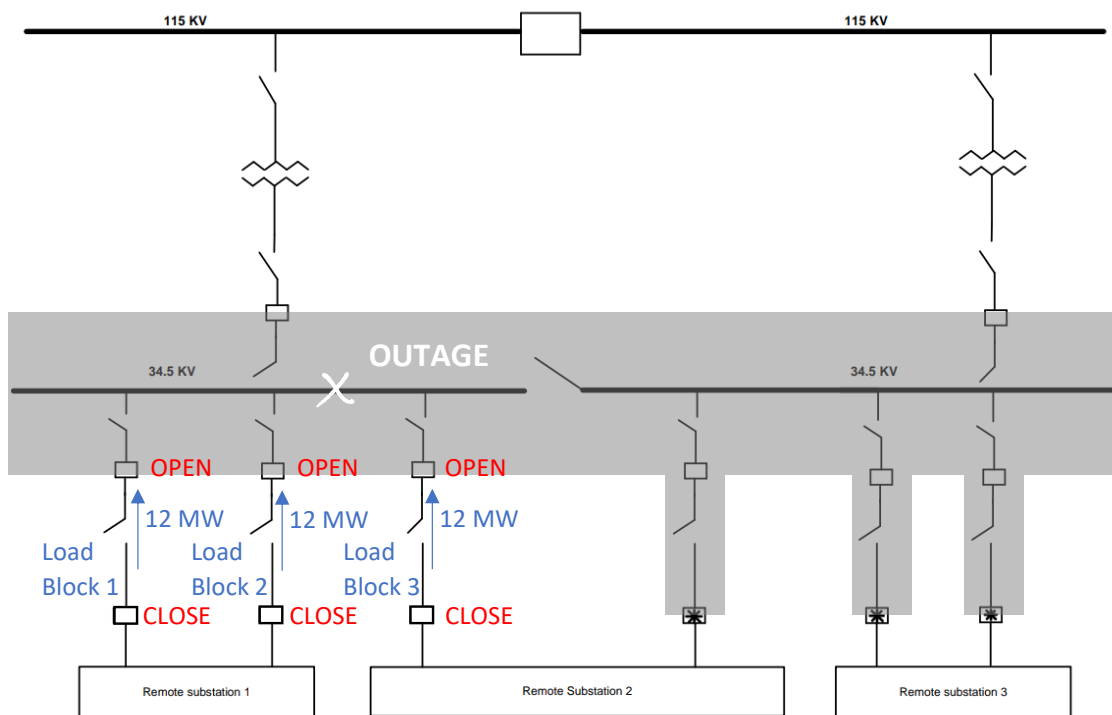 115 KV
115 KV
OUTAGE
34.5 KV
34.5 KV
OPEN
OPEN
OPEN
12 MW
12 MW
12 MW
Load
Block 1
Load
Block 2
Load
Block 3
CLOSE
CLOSE
CLOSE
Remote substation 1
Remote Substation 2
Remote substation 3